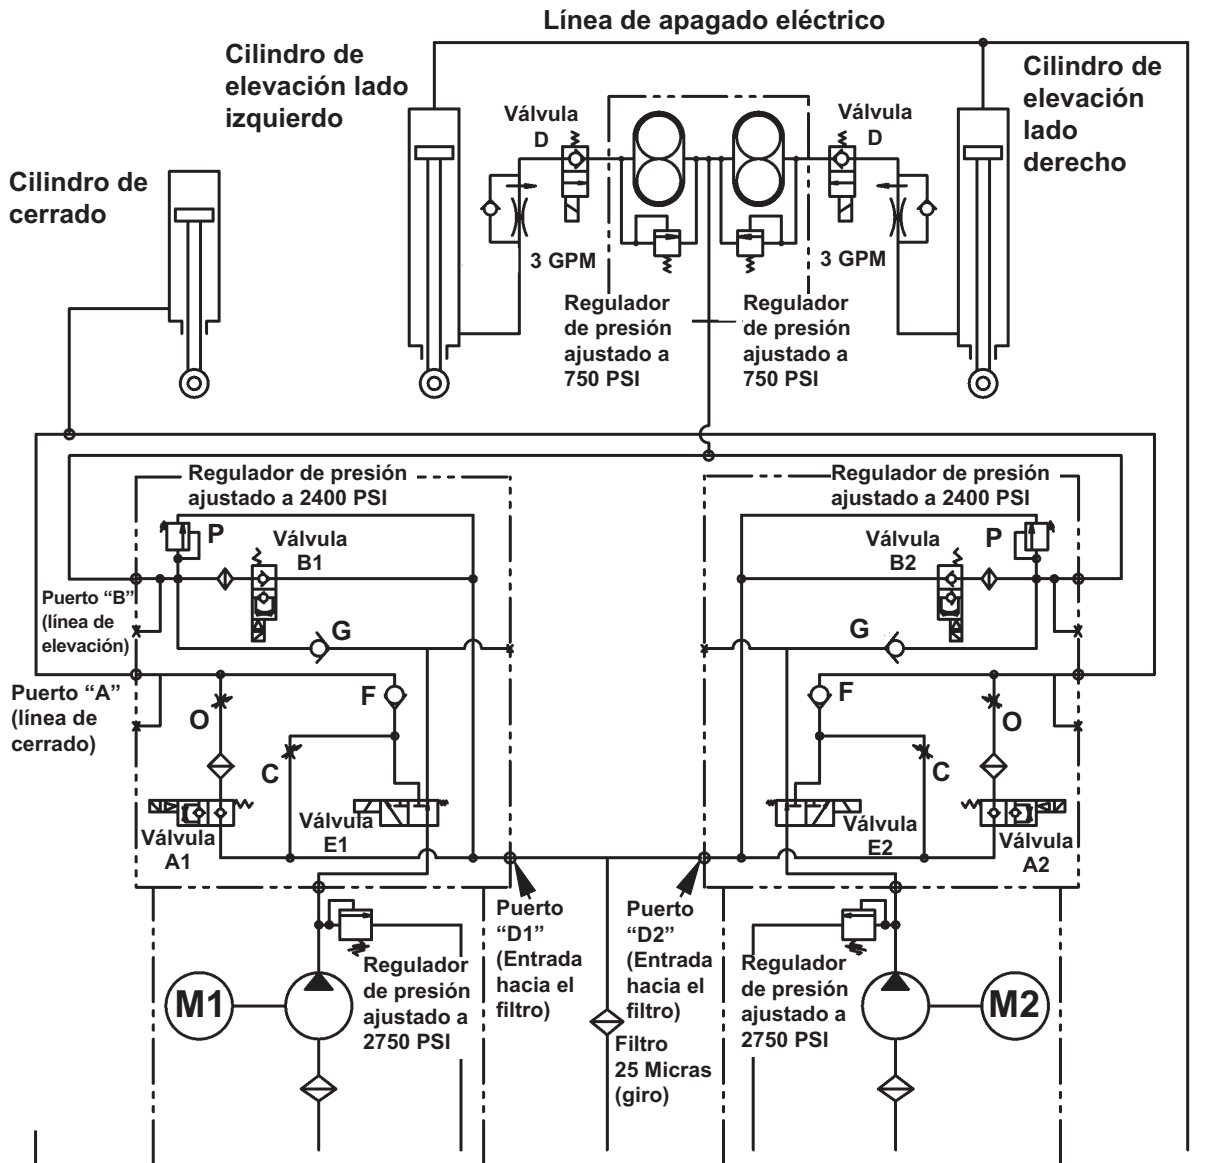 Línea de apagado eléctrico
Cilindro de
elevación lado
izquierdo
Cilindro de
elevación
lado
derecho
Válvula
D
Válvula
D
Cilindro de
cerrado
3 GPM
3 GPM
Regulador
de presión
ajustado a
750 PSI
Regulador
de presión
ajustado a
750 PSI
Regulador de presión
ajustado a 2400 PSI
Regulador de presión
ajustado a 2400 PSI
P
Válvula
B1
Válvula
B2
P
Puerto “B”
(línea de
elevación)
G
G
Puerto “A”
(línea de
cerrado)
O
F
F
O
C
C
Válvula
A1
Válvula
E1
Válvula
E2
Válvula
A2
Puerto
“D1”
(Entrada
hacia el
filtro)
Puerto
“D2”
(Entrada
hacia el
filtro)
Regulador
de presión
ajustado a
2750 PSI
Regulador
de presión
ajustado a
2750 PSI
M1
M2
Filtro
25 Micras
(giro)